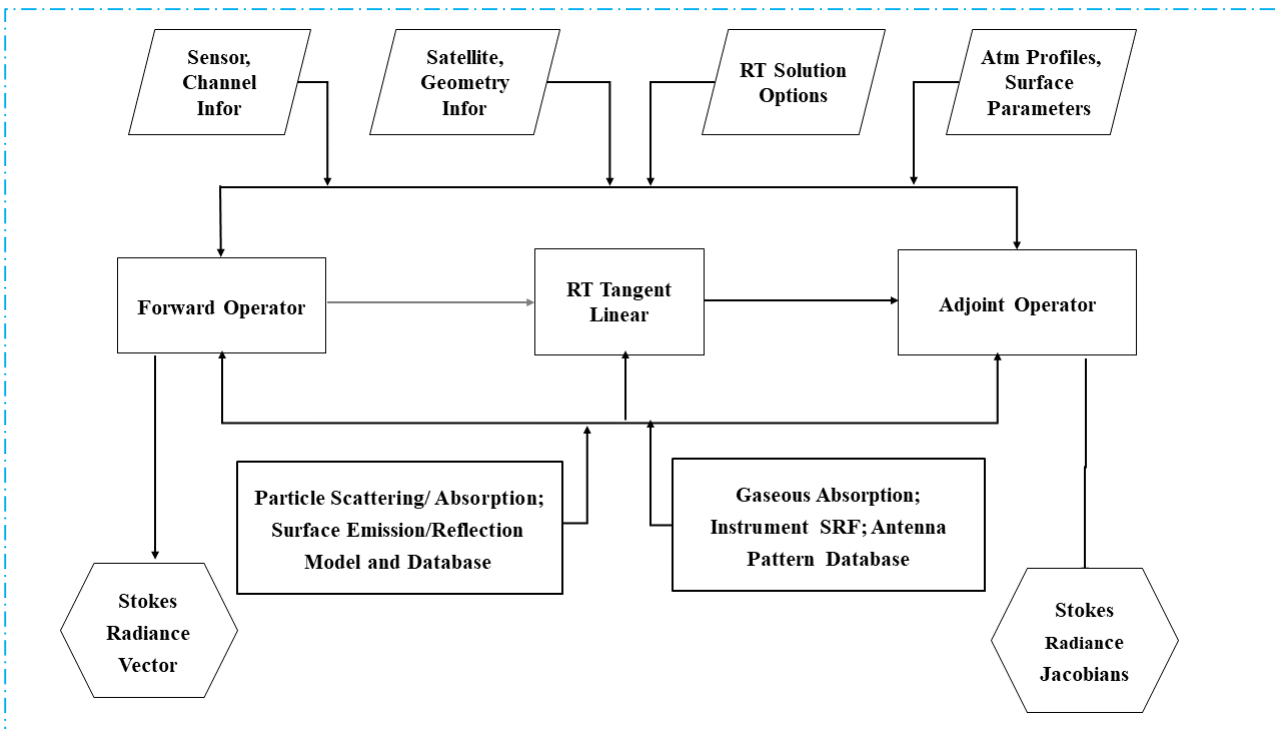 Sensor,
Channel
Infor
Satellite,
Geometry
Infor
RT Solution
Options
Atm Profiles,
Surface
Parameters
Forward Operator
RT Tangent
Linear
Adjoint Operator
Particle Scattering/ Absorption;
Surface Emission/Reflection
Model and Database
Gaseous Absorption;
Instrument SRF; Antenna
Pattern Database
Stokes
Radiance
Vector
Stokes
Radiance
Jacobians